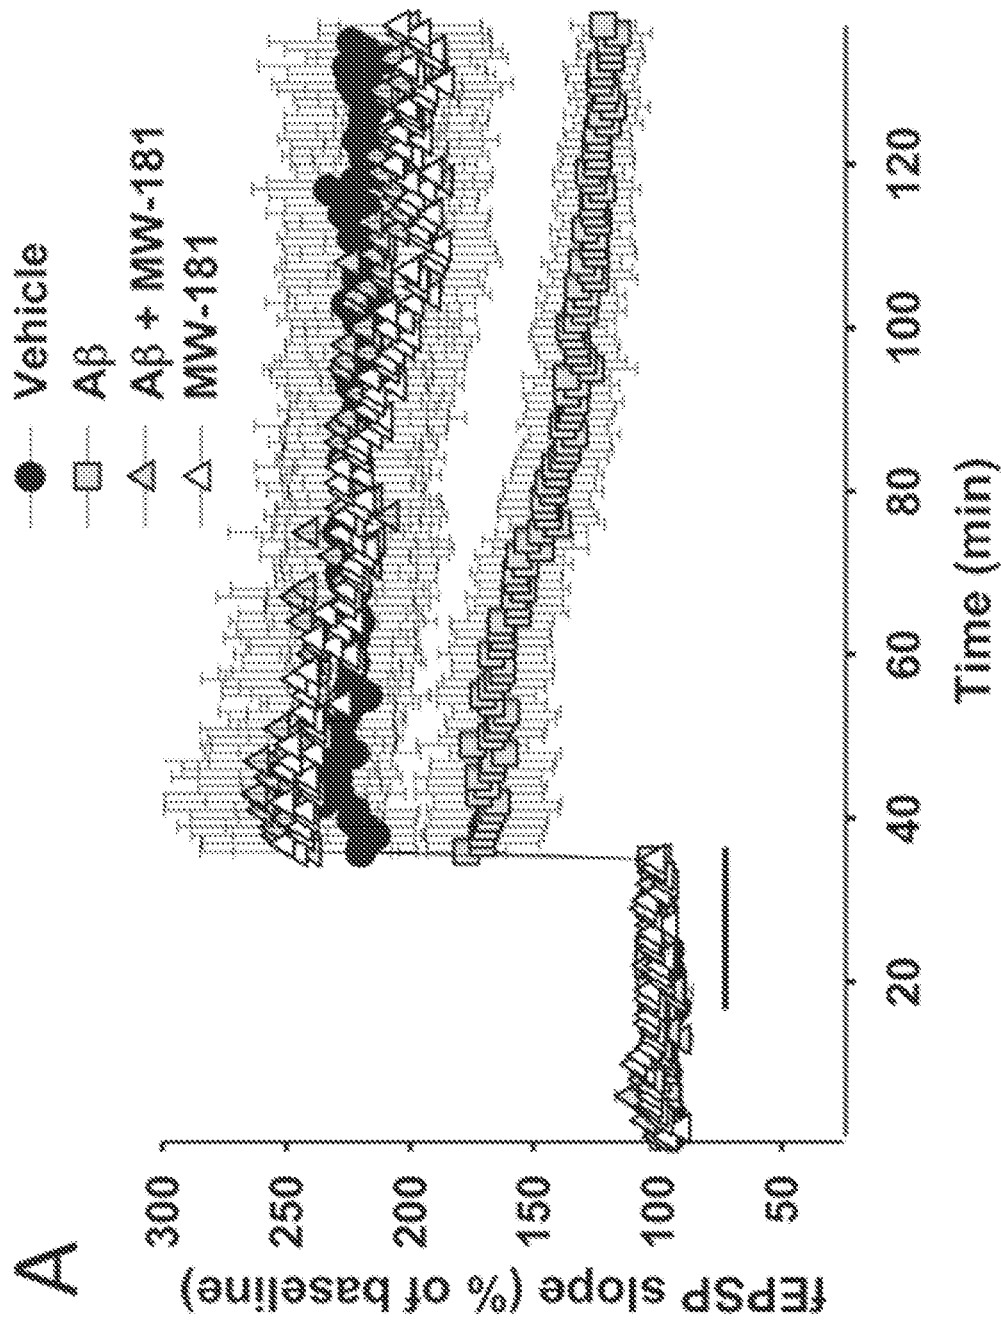 A
Vehicle
Aβ
Aβ + MW-181
MW-181
fEPSP slope (% of baseline)
300
250
200
150
100
50
20
40
60
80
100
120
Time (min)